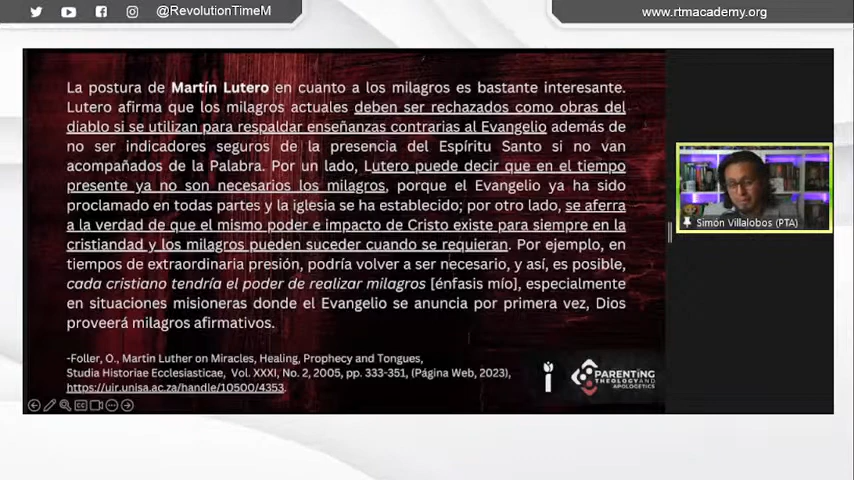 @RevolutionTimeM
www.rtmacademy.org
La postura de Martín Lutero en cuanto a los milagros es bastante interesante.
Lutero afirma que los milagros actuales deben ser rechazados como obras del
diablo si se utilizan para respaldar enseñanzas contrarias al Evangelio además de
no ser indicadores seguros de la presencia del Espíritu Santo si no van
acompañados de la Palabra. Por un lado, Lutero puede decir que en el tiempo
presente ya no son necesarios los milagros, porque el Evangelio ya ha sido
proclamado en todas partes y la iglesia se ha establecido; por otro lado, se aferra
a la verdad de que el mismo poder e impacto de Cristo existe para siempre en la
cristiandad y los milagros pueden suceder cuando se requieran. Por ejemplo, en
tiempos de extraordinaria presión, podría volver a ser necesario, y así, es posible,
cada cristiano tendría el poder de realizar milagros [énfasis mío], especialmente
en situaciones misioneras donde el Evangelio se anuncia por primera vez, Dios
proveerá milagros afirmativos.
-Foller, O., Martin Luther on Miracles, Healing, Prophecy and Tongues,
Studia Historiae Ecclesiasticae, Vol. XXXI, No. 2, 2005, pp. 333-351, (Página Web, 2023),
https://uir.unisa.ac.za/handle/10500/4353.
PARENTING
THEOLOGY AND
APOLOGETICS
Simón Villalobos (PTA)
CC